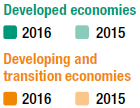 Developed economies
2016 2015
Developing and
transition economies
2016 2015